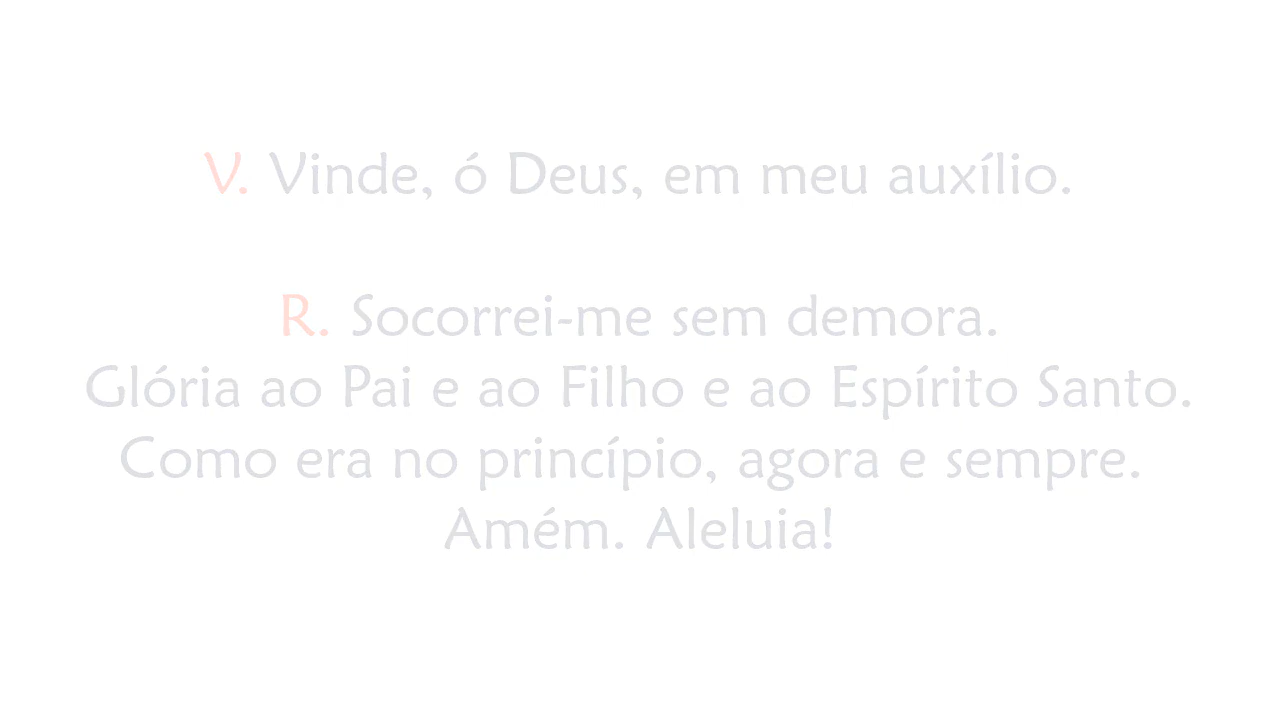 V. Vinde, ó Deus, em meu auxílio.
R. Socorrei-me sem demora.
Glória ao Pai e ao Filho e ao Espírito Santo.
Como era no princípio, agora e sempre.
Amém. Aleluia!